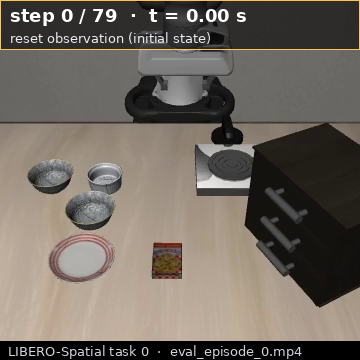 step 0 / 79 · t = 0.00 s
reset observation (initial state)
LIBERO-Spatial task 0 · eval_episode_0.mp4